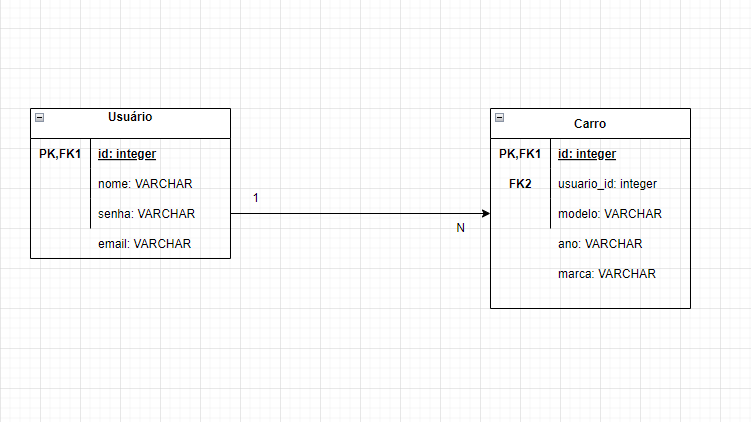 Usuário
PK,FK1 id: integer
nome: VARCHAR
senha: VARCHAR
email: VARCHAR
1
N
Carro
PK,FK1 id: integer
FK2 usuario_id: integer
modelo: VARCHAR
ano: VARCHAR
marca: VARCHAR